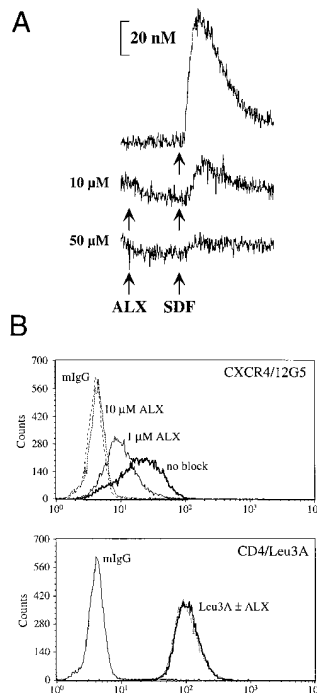 A
20 nM
10 µM
50 µM
ALX SDF
B
700
560
420
280
140
0
Counts
mIgG
10 µM ALX
1 µM ALX
no block
CXCR4/12G5
10⁰ 10¹ 10² 10³ 10⁴
700
560
420
280
140
0
Counts
mIgG
CD4/Leu3A
Leu3A ± ALX
10⁰ 10¹ 10² 10³ 10⁴